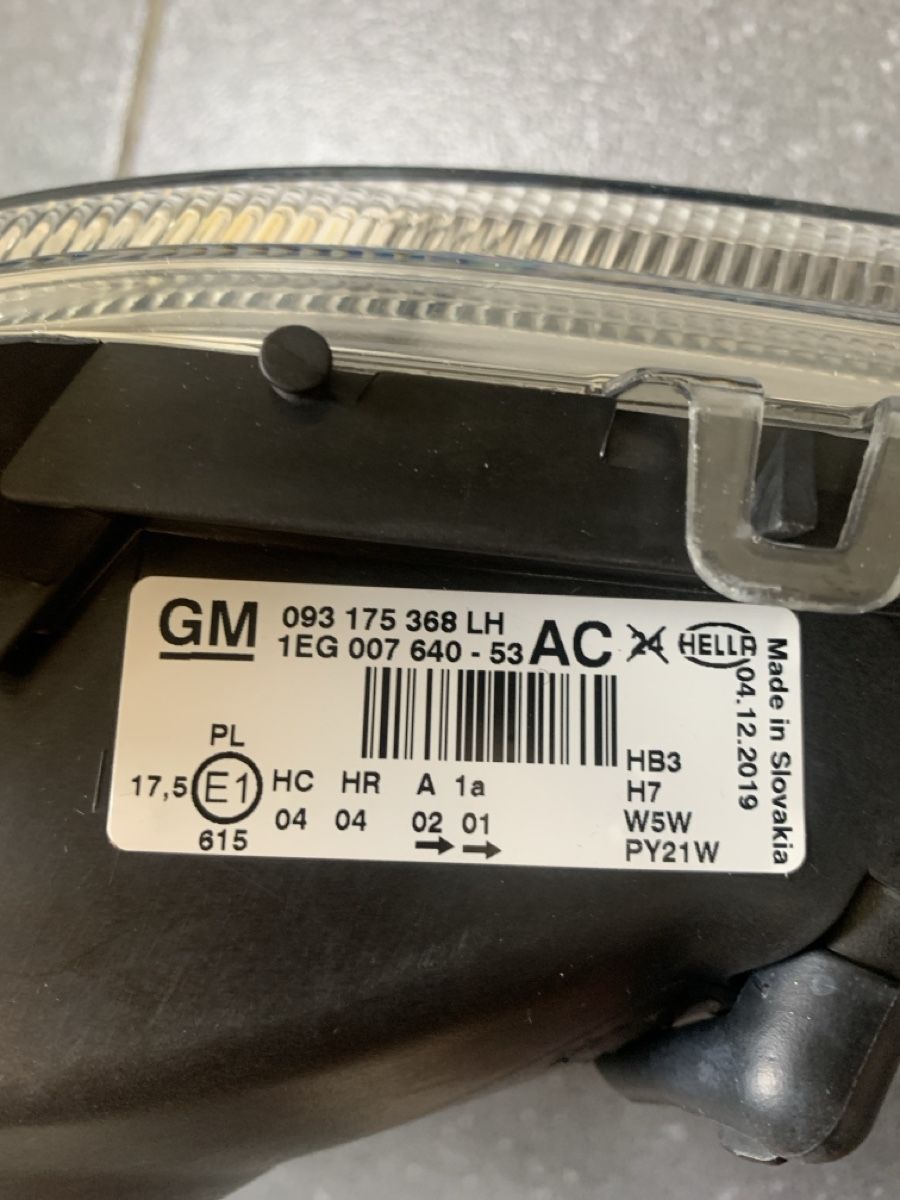 GM 093 175 368 LH
1EG 007 640 - 53 AC 24 HELLA
04.12.2019
Made in Slovakia
PL
17,5 E1 HC HR A 1a
04 04 02 01
615
HB3
H7
W5W
PY21W